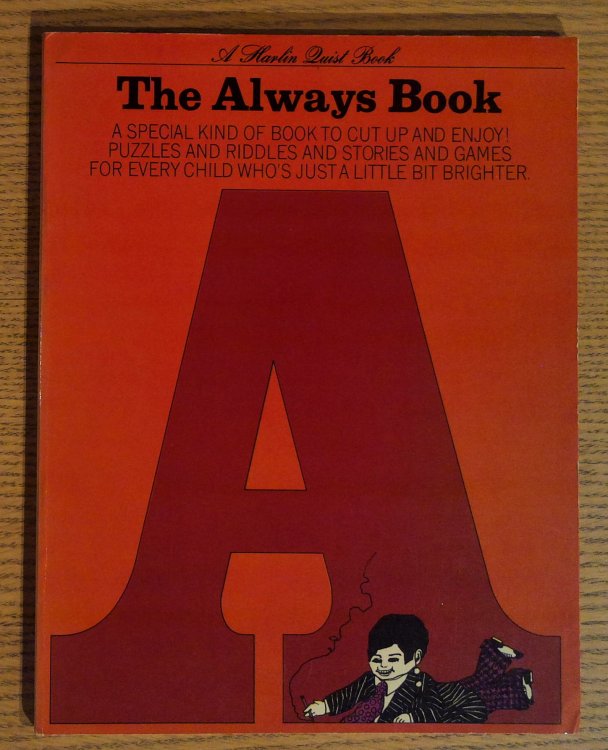 A Harlin Quist Book
The Always Book
A SPECIAL KIND OF BOOK TO CUT UP AND ENJOY!
PUZZLES AND RIDDLES AND STORIES AND GAMES
FOR EVERY CHILD WHO'S JUST A LITTLE BIT BRIGHTER.
A